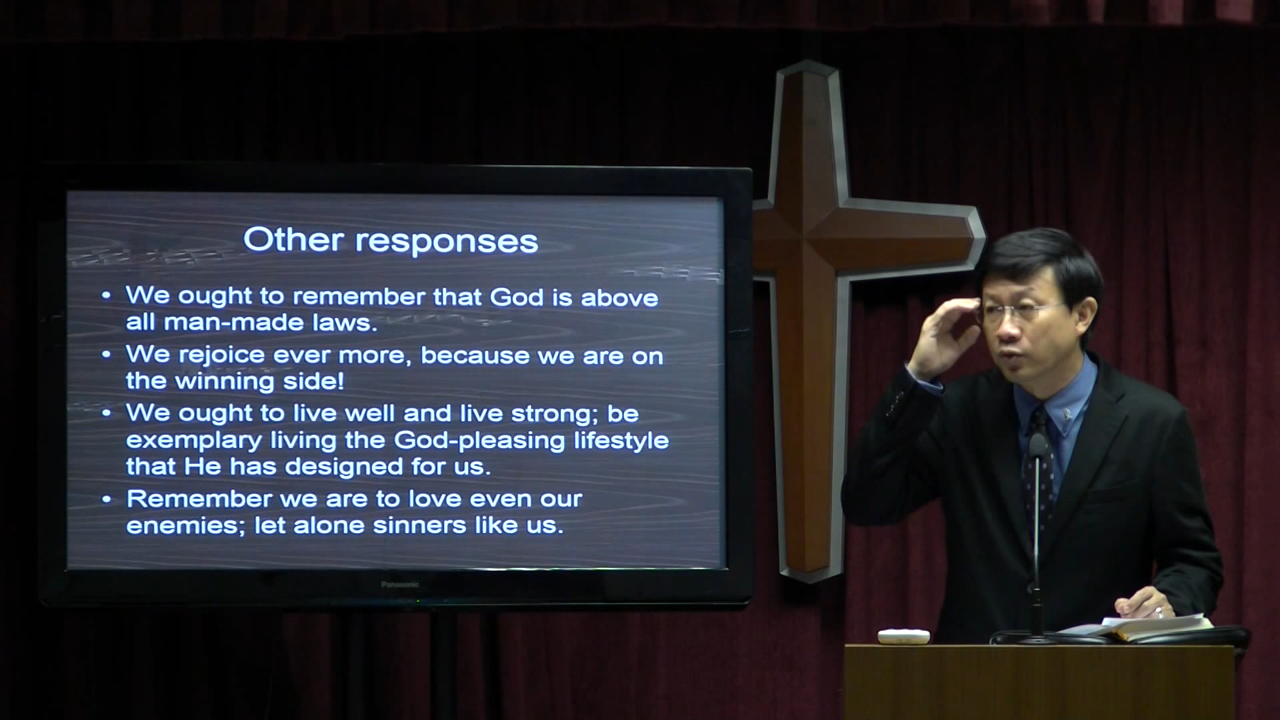 Other responses
• We ought to remember that God is above
all man-made laws.
• We rejoice ever more, because we are on
the winning side!
• We ought to live well and live strong; be
exemplary living the God-pleasing lifestyle
that He has designed for us.
• Remember we are to love even our
enemies; let alone sinners like us.
Panasonic